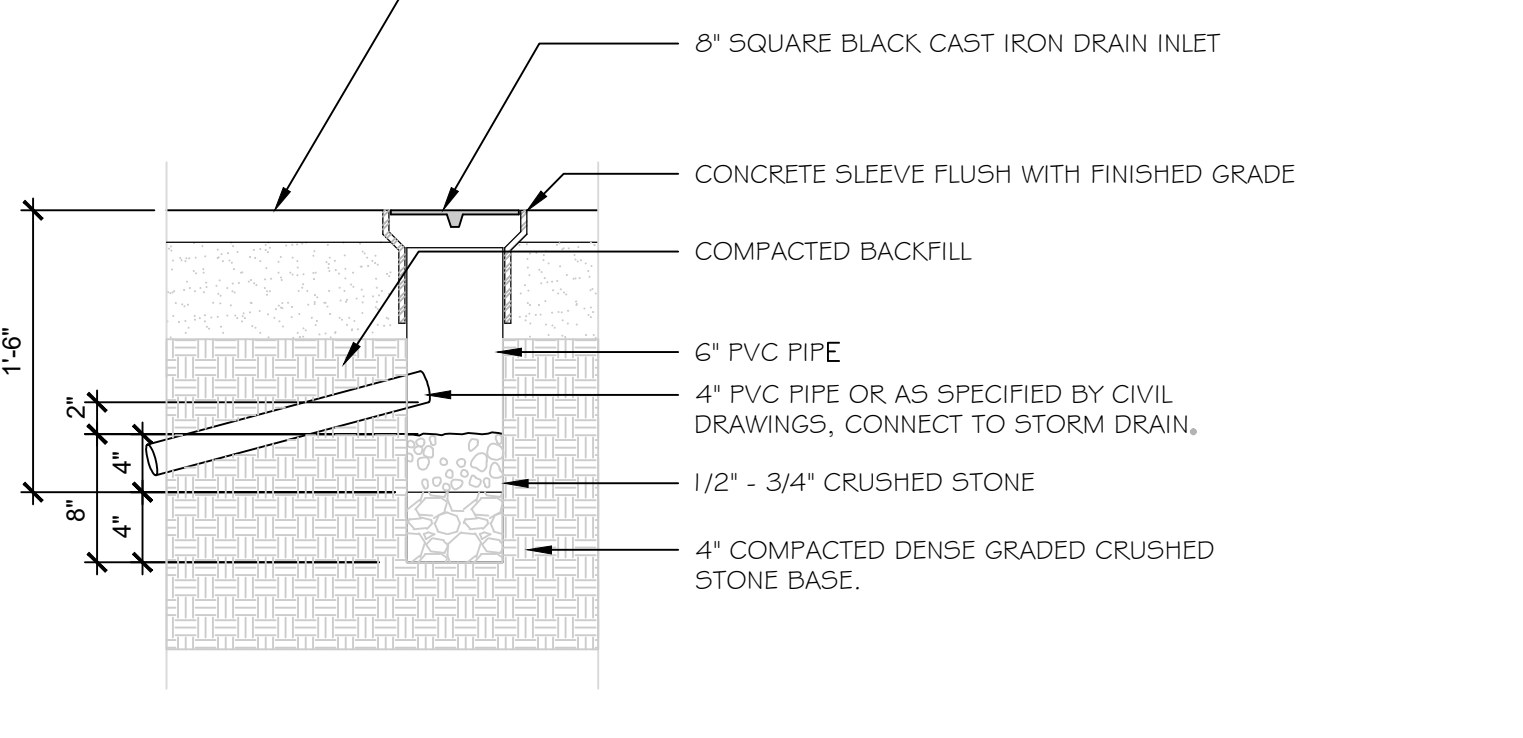 8" SQUARE BLACK CAST IRON DRAIN INLET
CONCRETE SLEEVE FLUSH WITH FINISHED GRADE
COMPACTED BACKFILL
6" PVC PIPE
4" PVC PIPE OR AS SPECIFIED BY CIVIL
DRAWINGS, CONNECT TO STORM DRAIN.
1/2" - 3/4" CRUSHED STONE
4" COMPACTED DENSE GRADED CRUSHED
STONE BASE.
1'-6"
2"
4"
8"
4"